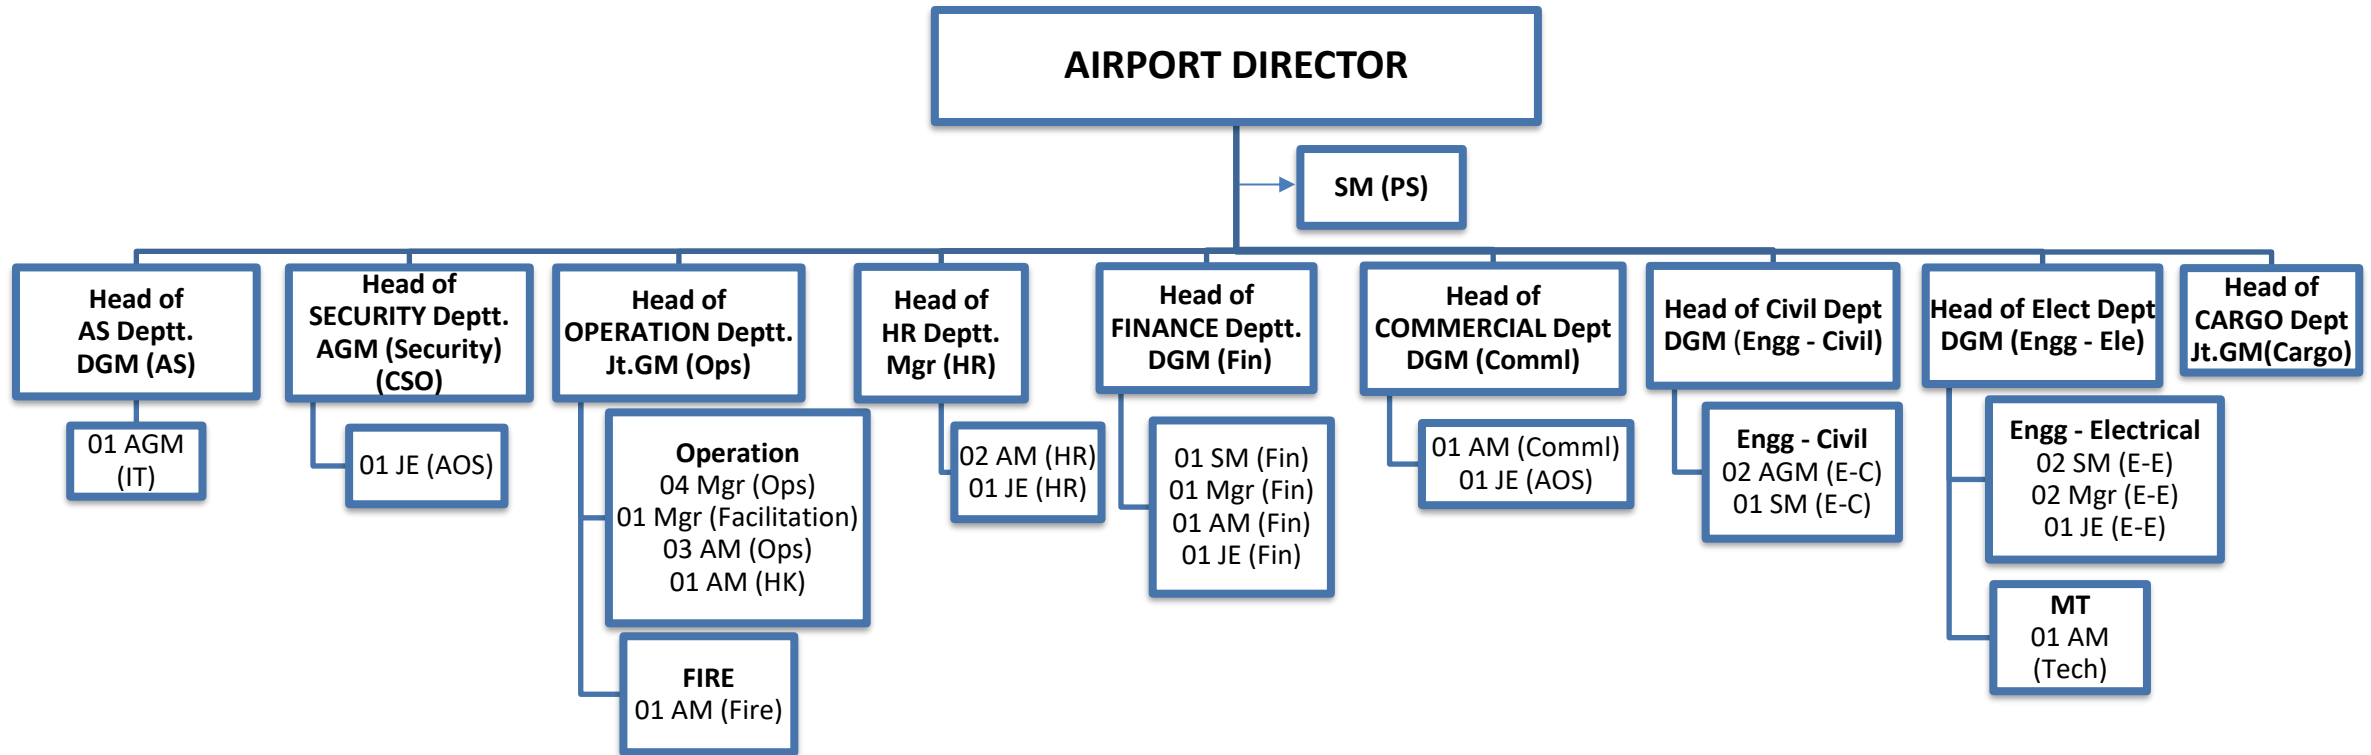 AIRPORT DIRECTOR
SM (PS)
Head of
AS Deptt.
DGM (AS)
Head of
SECURITY Deptt.
AGM (Security)
(CSO)
Head of
OPERATION Deptt.
Jt.GM (Ops)
Head of
HR Deptt.
Mgr (HR)
Head of
FINANCE Deptt.
DGM (Fin)
Head of
COMMERCIAL Dept
DGM (Comml)
Head of Civil Dept
DGM (Engg - Civil)
Head of Elect Dept
DGM (Engg - Ele)
Head of
CARGO Dept
Jt.GM(Cargo)
01 AGM
(IT)
01 JE (AOS)
Operation
04 Mgr (Ops)
01 Mgr (Facilitation)
03 AM (Ops)
01 AM (HK)
FIRE
01 AM (Fire)
02 AM (HR)
01 JE (HR)
01 SM (Fin)
01 Mgr (Fin)
01 AM (Fin)
01 JE (Fin)
01 AM (Comml)
01 JE (AOS)
Engg - Civil
02 AGM (E-C)
01 SM (E-C)
Engg - Electrical
02 SM (E-E)
02 Mgr (E-E)
01 JE (E-E)
MT
01 AM
(Tech)